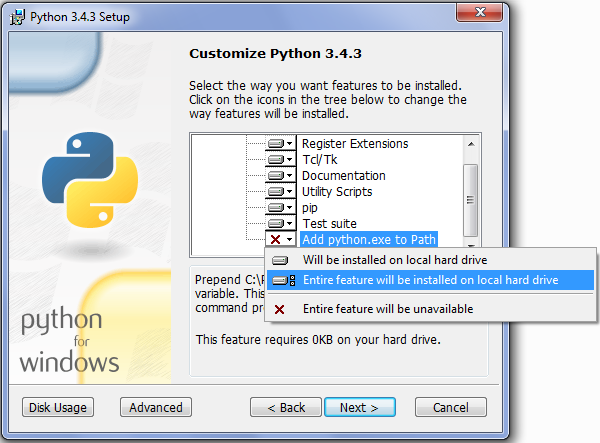 Python 3.4.3 Setup
Customize Python 3.4.3
Select the way you want features to be installed.
Click on the icons in the tree below to change the
way features will be installed.
Register Extensions
Tcl/Tk
Documentation
Utility Scripts
pip
Test suite
Add python.exe to Path
Will be installed on local hard drive
Entire feature will be installed on local hard drive
Entire feature will be unavailable
Prepend C:\
variable. This
command
This feature requires 0KB on your hard drive.
python
for
windows
Disk Usage
Advanced
< Back
Next >
Cancel